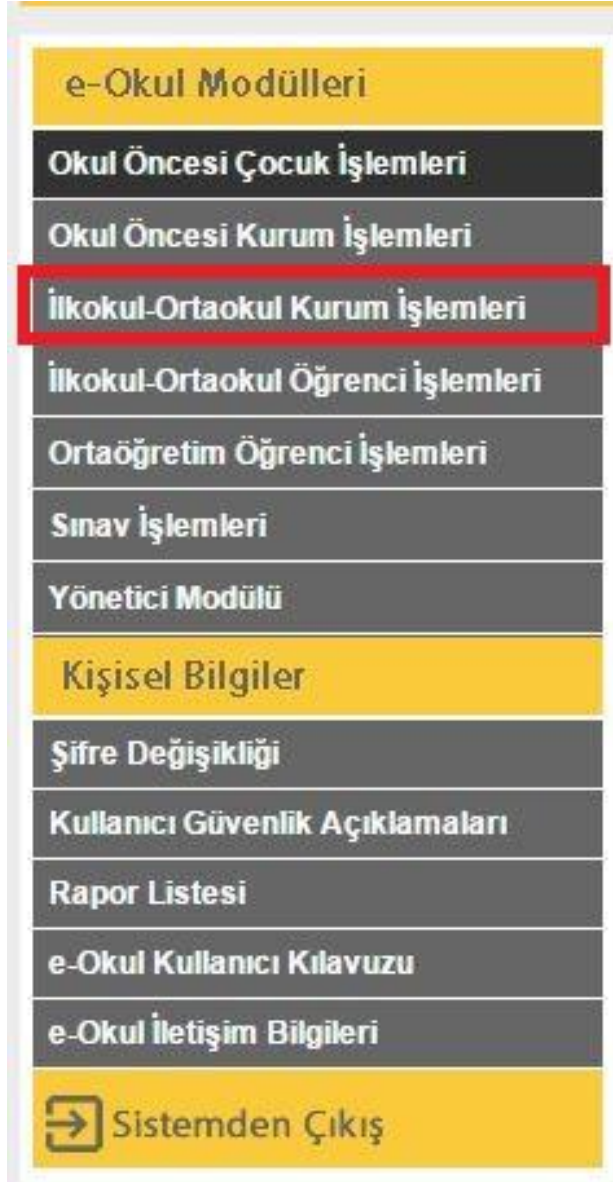 e-Okul Modülleri
Okul Öncesi Çocuk İşlemleri
Okul Öncesi Kurum İşlemleri
İlkokul-Ortaokul Kurum İşlemleri
İlkokul-Ortaokul Öğrenci İşlemleri
Ortaöğretim Öğrenci İşlemleri
Sınav İşlemleri
Yönetici Modülü
Kişisel Bilgiler
Şifre Değişikliği
Kullanıcı Güvenlik Açıklamaları
Rapor Listesi
e-Okul Kullanıcı Kılavuzu
e-Okul İletişim Bilgileri
Sistemden Çıkış